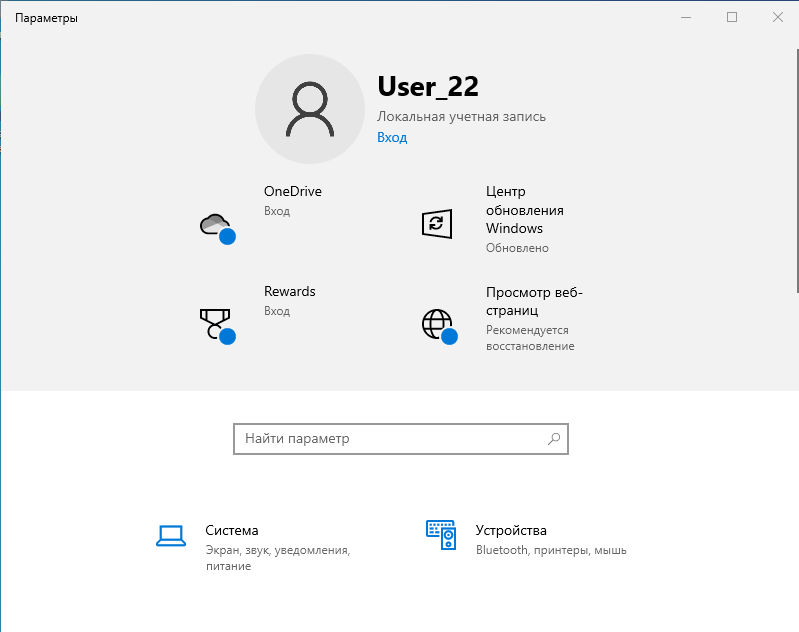 Параметры
User_22
Локальная учетная запись
Вход
OneDrive
Вход
Центр
обновления
Windows
Обновлено
Rewards
Вход
Просмотр веб-
страниц
Рекомендуется
восстановление
Найти параметр
Система
Экран, звук, уведомления,
питание
Устройства
Bluetooth, принтеры, мышь